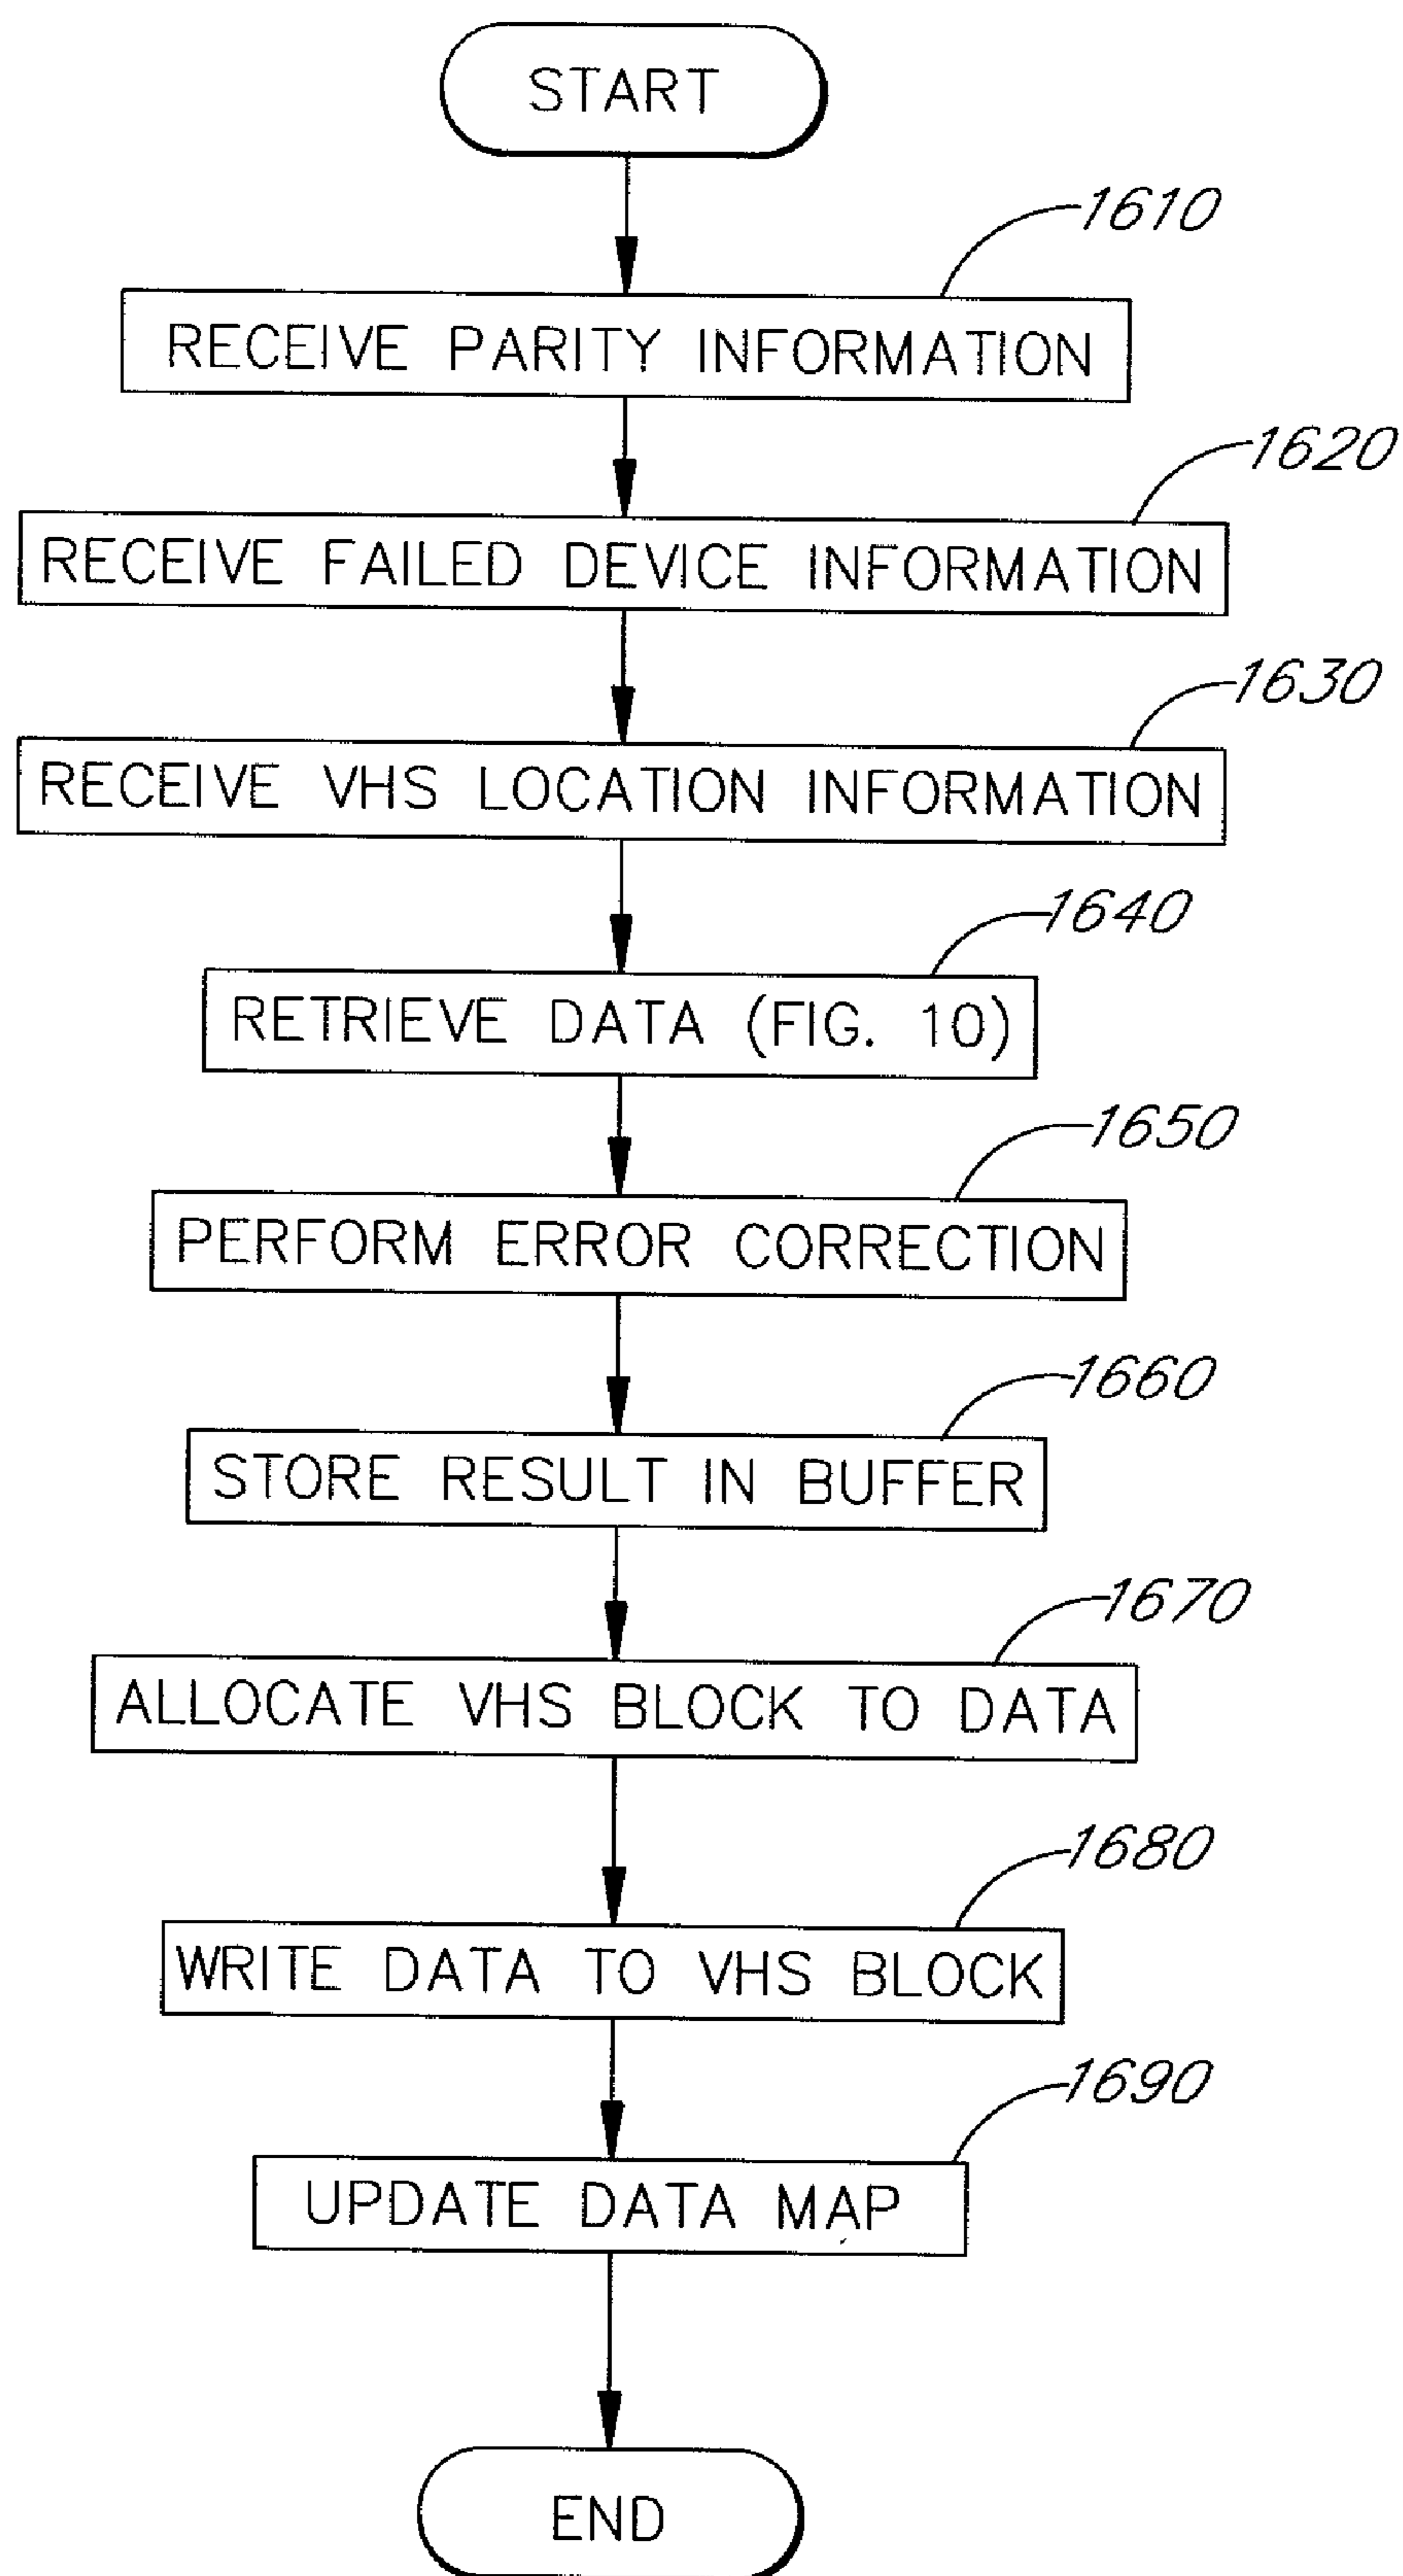 START
1610
RECEIVE PARITY INFORMATION
1620
RECEIVE FAILED DEVICE INFORMATION
1630
RECEIVE VHS LOCATION INFORMATION
1640
RETRIEVE DATA (FIG. 10)
1650
PERFORM ERROR CORRECTION
1660
STORE RESULT IN BUFFER
1670
ALLOCATE VHS BLOCK TO DATA
1680
WRITE DATA TO VHS BLOCK
1690
UPDATE DATA MAP
END